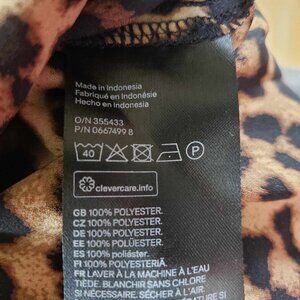 Made in Indonesia
Fabriqué en Indonésie
Hecho en Indonesia
O/N 355433
P/N 0667499 8
40 P
clevercare.info
GB 100% POLYESTER.
CZ 100% POLYESTER.
DE 100% POLYESTER.
EE 100% POLÜESTER.
ES 100% poliéster.
FI 100% POLYESTERIÄ.
FR LAVER À LA MACHINE À L'EAU
TIÈDE. BLANCHIR SANS CHLORE
SI NÉCESSAIRE. SÉCHER À L'AIR.